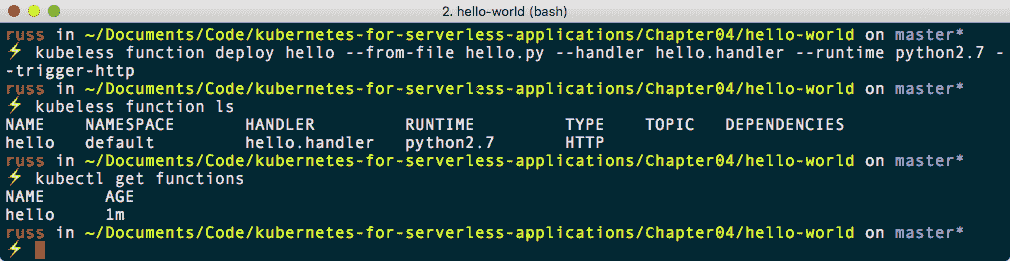 2. hello-world (bash)
russ in ~/Documents/Code/kubernetes-for-serverless-applications/Chapter04/hello-world on master*
⚡ kubeless function deploy hello --from-file hello.py --handler hello.handler --runtime python2.7 -
-trigger-http
russ in ~/Documents/Code/kubernetes-for-serverless-applications/Chapter04/hello-world on master*
⚡ kubeless function ls
NAME NAMESPACE HANDLER RUNTIME TYPE TOPIC DEPENDENCIES
hello default hello.handler python2.7 HTTP
russ in ~/Documents/Code/kubernetes-for-serverless-applications/Chapter04/hello-world on master*
⚡ kubectl get functions
NAME AGE
hello 1m
russ in ~/Documents/Code/kubernetes-for-serverless-applications/Chapter04/hello-world on master*
⚡